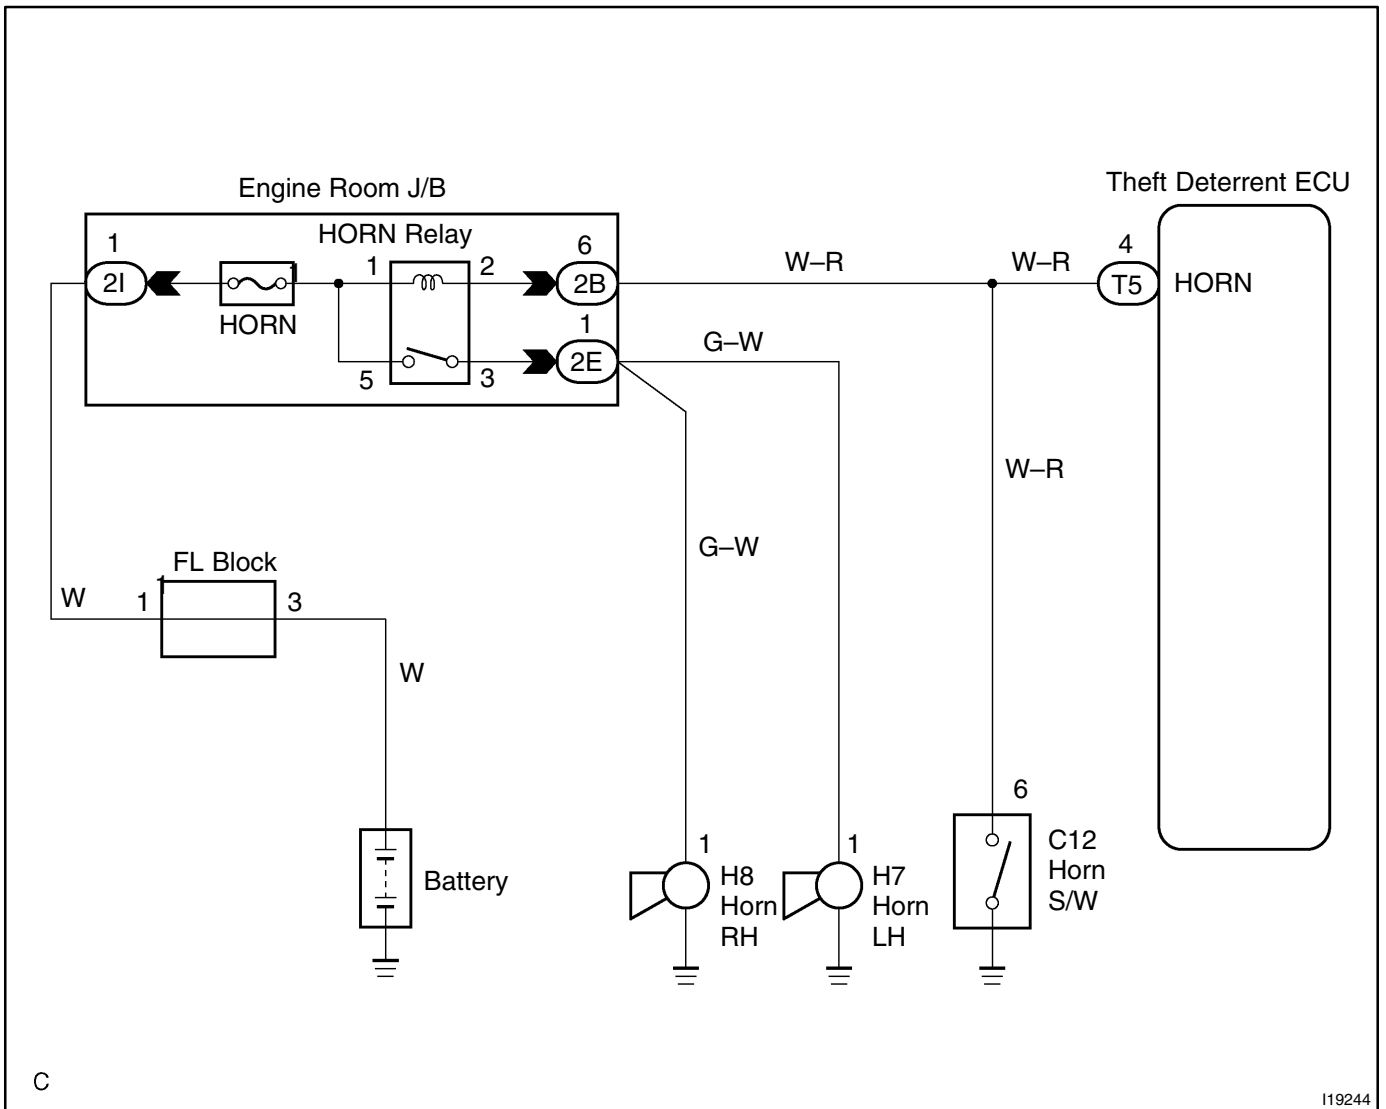 Engine Room J/B
Theft Deterrent ECU
HORN Relay
1
2I
1
HORN
1
2
5
3
6
2B
1
2E
W–R
W–R
4
T5
HORN
G–W
W–R
G–W
FL Block
W
1
1
3
W
Battery
1
H8
Horn
RH
1
H7
Horn
LH
6
C12
Horn
S/W
C
I19244